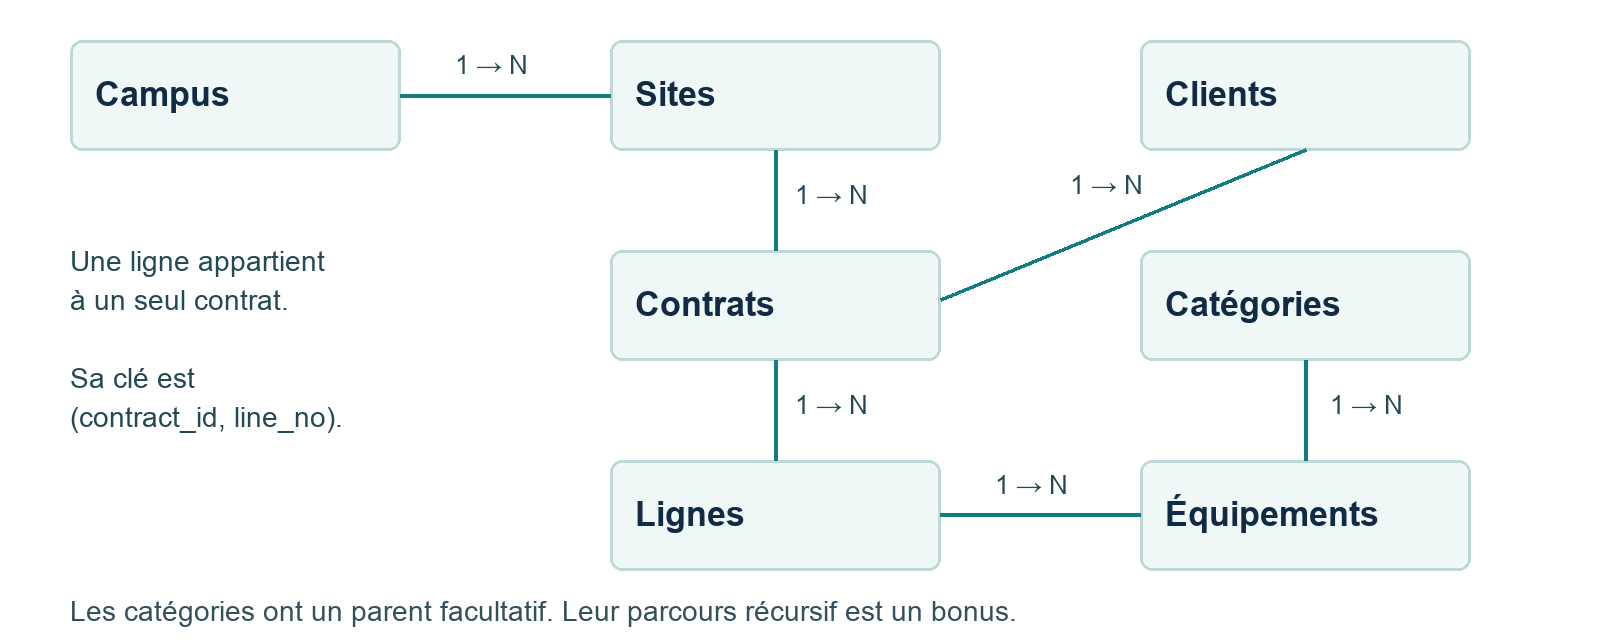 Campus
1 → N
Sites
Clients
1 → N
1 → N
Une ligne appartient
à un seul contrat.
Contrats
Catégories
Sa clé est
(contract_id, line_no).
1 → N
1 → N
Lignes
1 → N
Équipements
Les catégories ont un parent facultatif. Leur parcours récursif est un bonus.